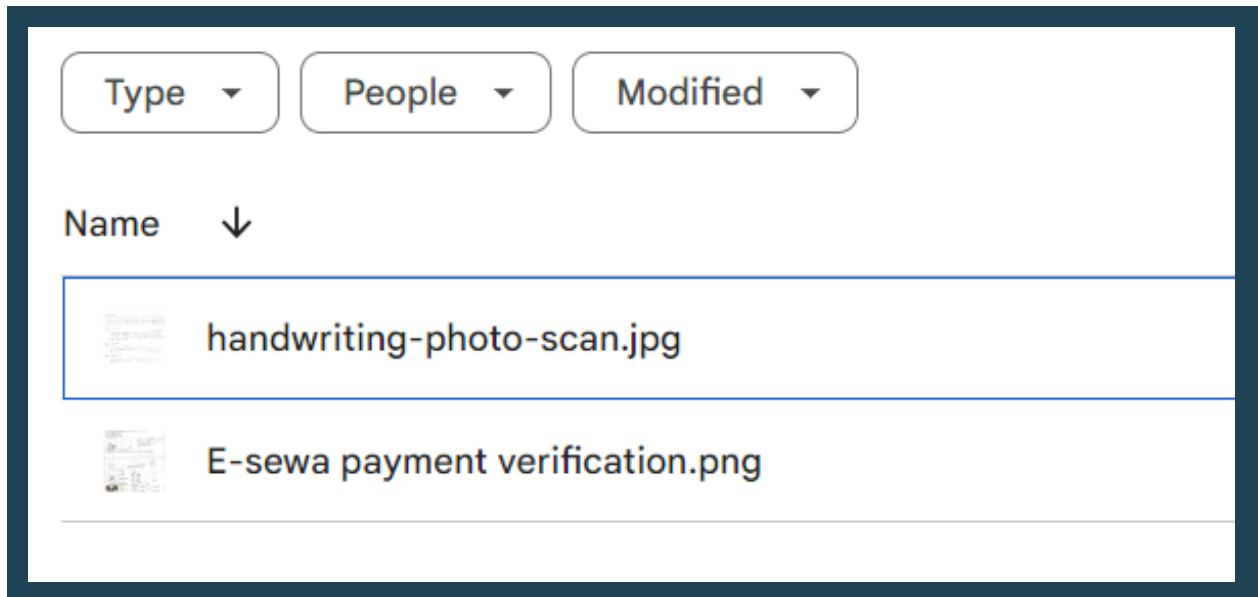 Type People Modified
Name
handwriting-photo-scan.jpg
E-sewa payment verification.png